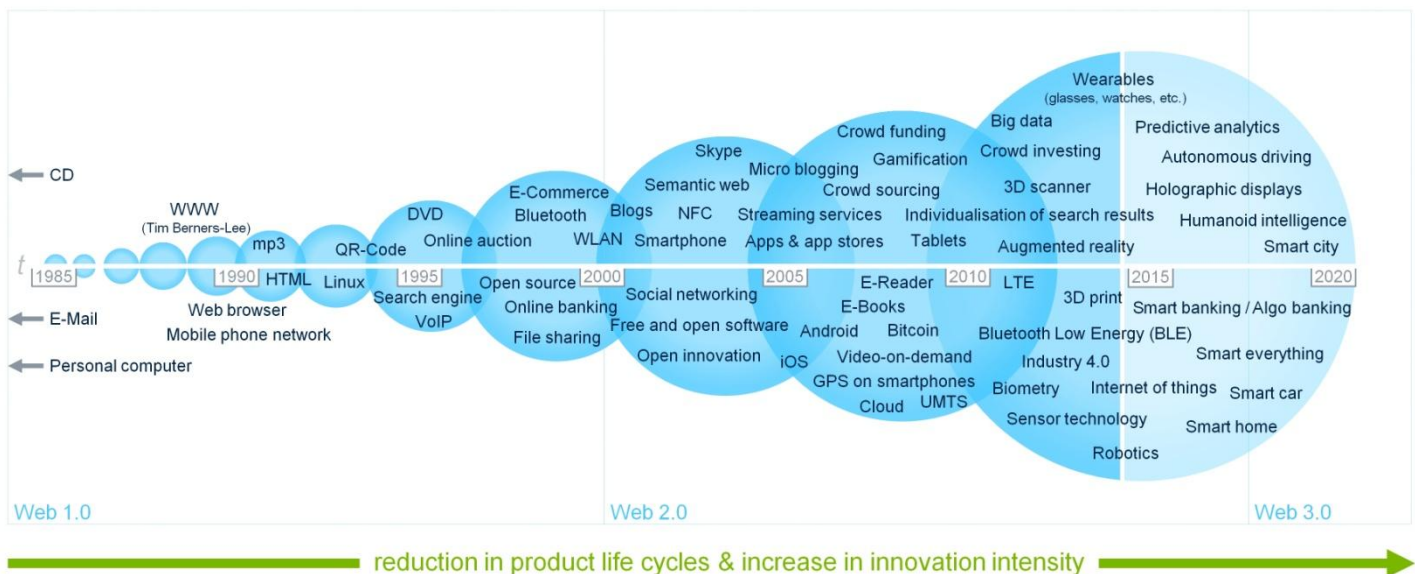 Wearables
(glasses, watches, etc.)
Big data
Predictive analytics
Crowd funding
Skype
Crowd investing
Autonomous driving
Gamification
Micro blogging
CD
E-Commerce
Semantic web
Crowd sourcing
3D scanner
Holographic displays
WWW
(Tim Berners-Lee)
DVD
Bluetooth
Blogs
NFC
Streaming services
Individualisation of search results
Humanoid intelligence
mp3
QR-Code
Online auction
WLAN
Smartphone
Apps & app stores
Tablets
Augmented reality
Smart city
t
1985
1990
1995
2000
2005
2010
2015
2020
HTML
Linux
Search engine
Open source
Social networking
E-Reader
LTE
3D print
Web browser
Online banking
E-Books
Smart banking / Algo banking
E-Mail
VoIP
Free and open software
Android
Bitcoin
Bluetooth Low Energy (BLE)
Mobile phone network
File sharing
Open innovation
iOS
Video-on-demand
Industry 4.0
Smart everything
Personal computer
GPS on smartphones
Biometry
Internet of things
Smart car
Cloud
UMTS
Sensor technology
Smart home
Robotics
Web 1.0
Web 2.0
Web 3.0
reduction in product life cycles & increase in innovation intensity